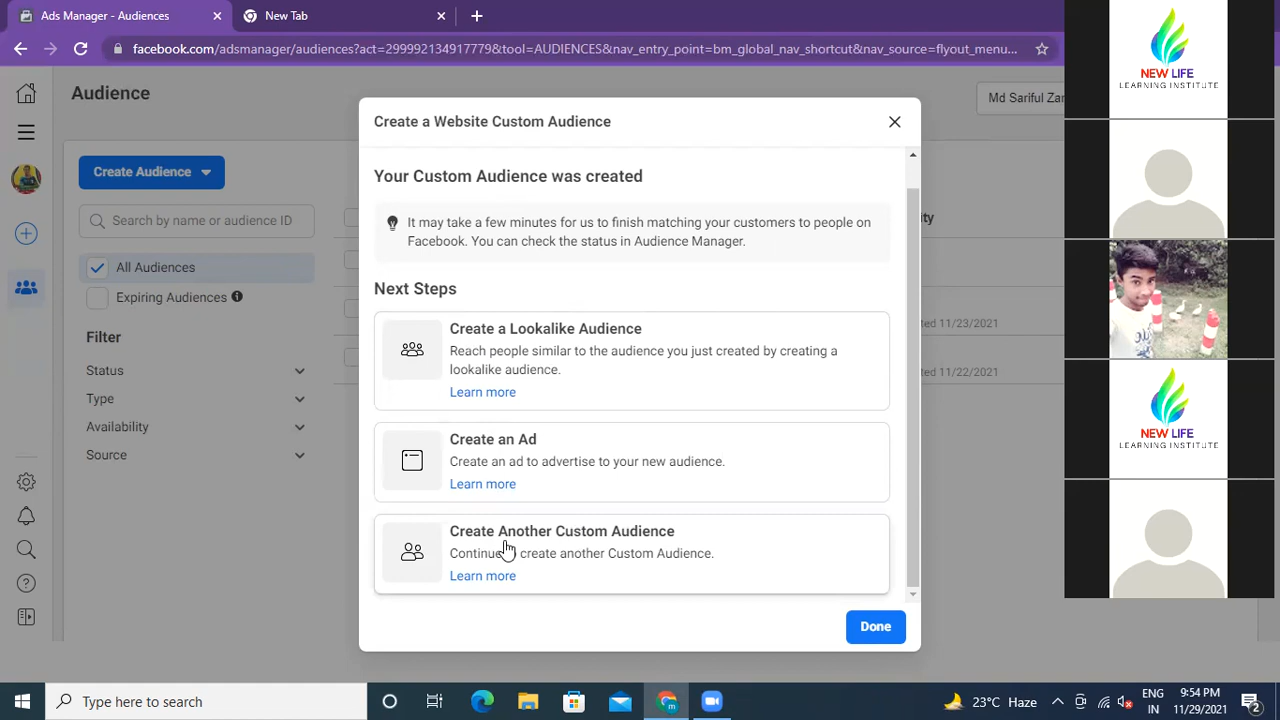 Ads Manager - Audiences
New Tab
facebook.com/adsmanager/audiences?act=299992134917779&tool=AUDIENCES&nav_entry_point=bm_global_nav_shortcut&nav_source=flyout_menu...
Audience
Md Sariful Zar
Create Audience
Search by name or audience ID
All Audiences
Expiring Audiences
Filter
Status
Type
Availability
Source
Create a Website Custom Audience
Your Custom Audience was created
It may take a few minutes for us to finish matching your customers to people on
Facebook. You can check the status in Audience Manager.
Next Steps
Create a Lookalike Audience
Reach people similar to the audience you just created by creating a
lookalike audience.
Learn more
Create an Ad
Create an ad to advertise to your new audience.
Learn more
Create Another Custom Audience
Continue create another Custom Audience.
Learn more
Done
11/23/2021
11/22/2021
NEW LIFE
LEARNING INSTITUTE
NEW LIFE
LEARNING INSTITUTE
Type here to search
23°C Haze
ENG
IN
9:54 PM
11/29/2021
2